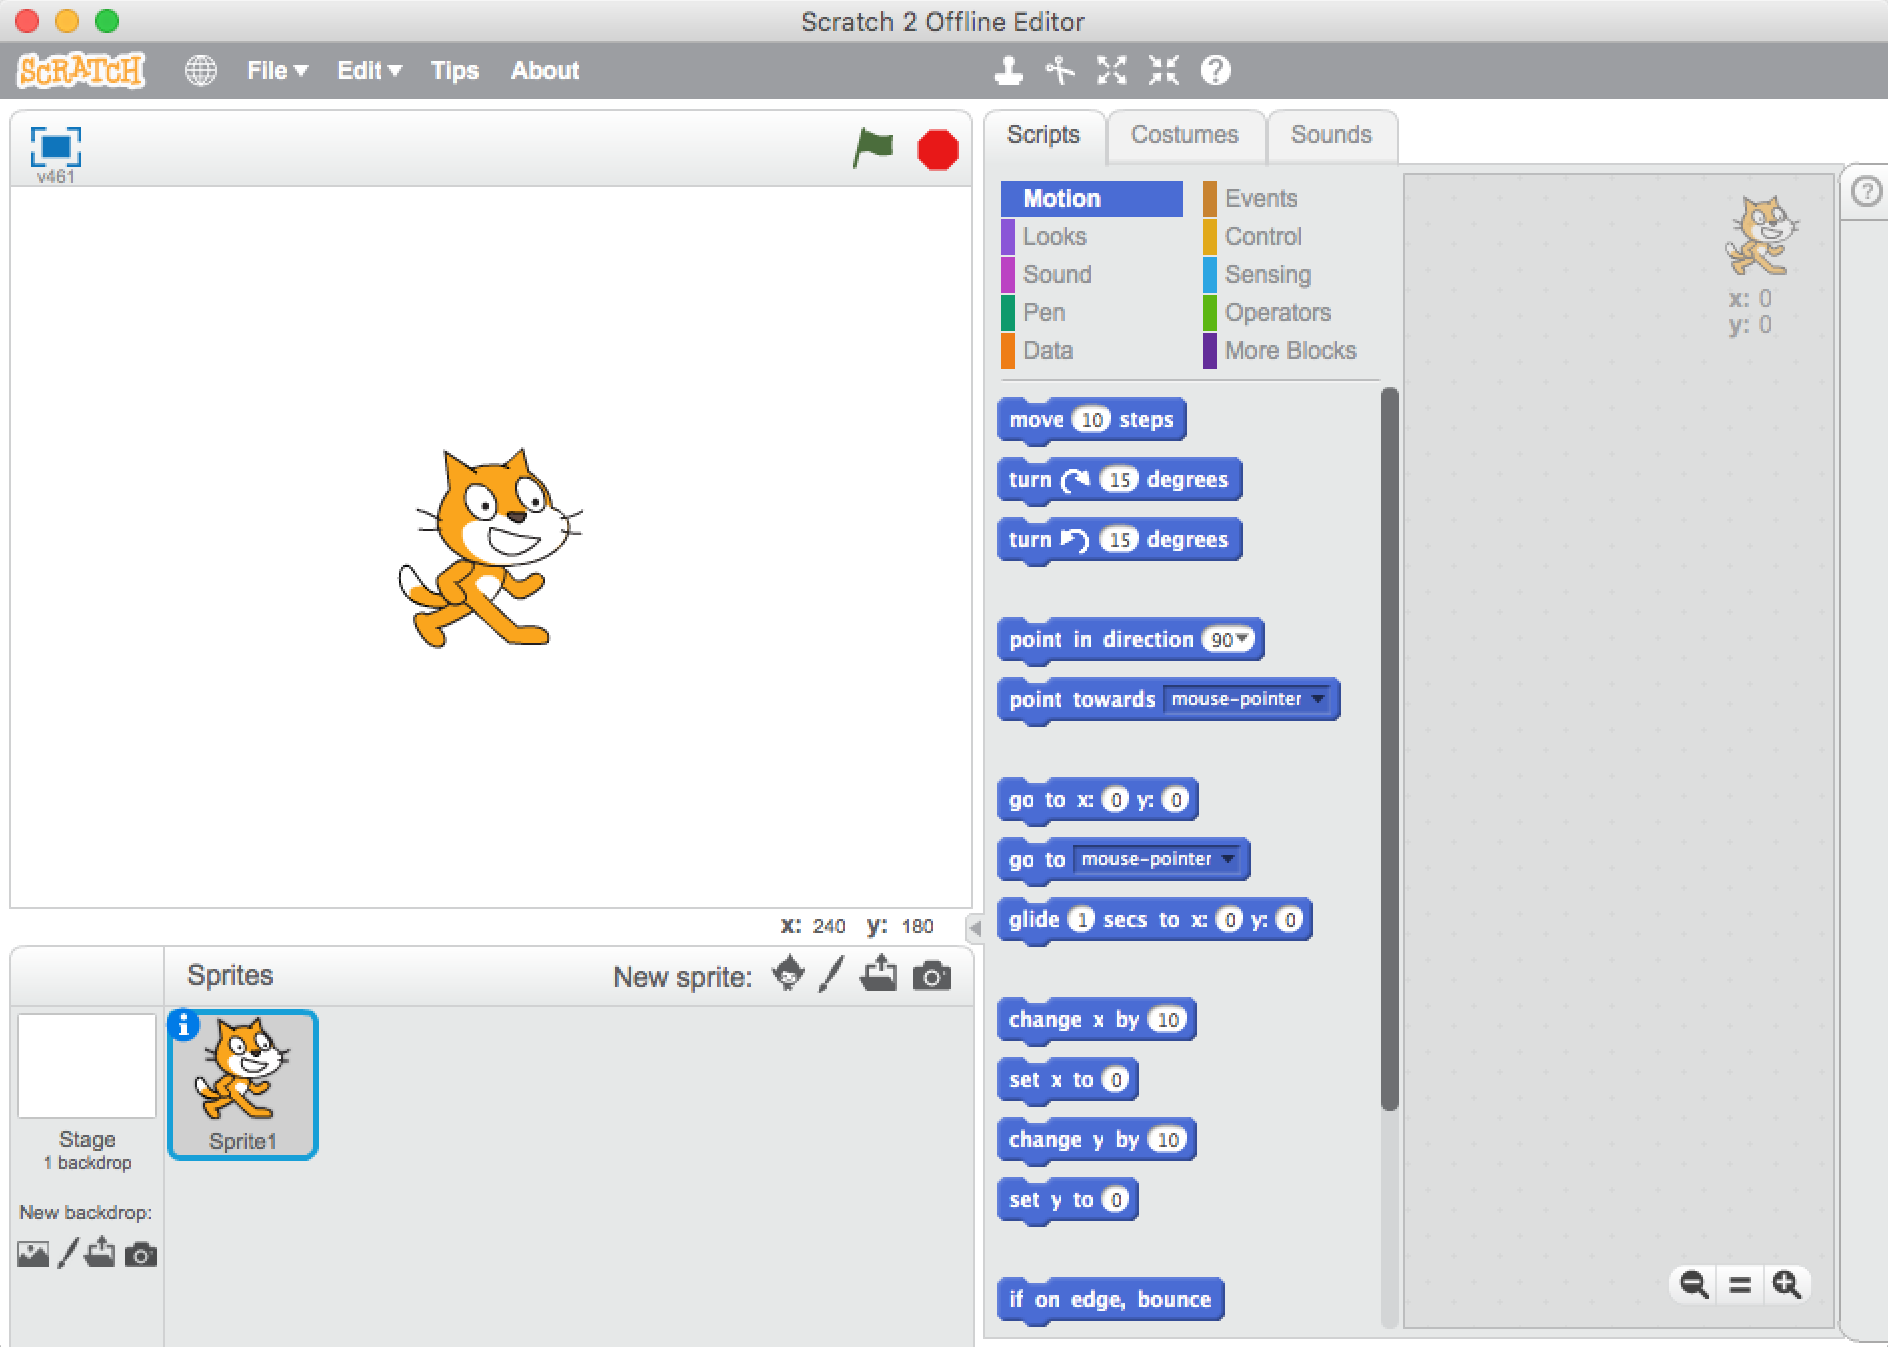 Scratch 2 Offline Editor
SCRATCH File Edit Tips About
v461
Scripts Costumes Sounds
Motion Events
Looks Control
Sound Sensing
Pen Operators
Data More Blocks
x: 0
y: 0
move 10 steps
turn 15 degrees
turn 15 degrees
point in direction 90
point towards mouse-pointer
go to x: 0 y: 0
go to mouse-pointer
glide 1 secs to x: 0 y: 0
change x by 10
set x to 0
change y by 10
set y to 0
if on edge, bounce
x: 240 y: 180
Sprites New sprite:
Sprite1
Stage
1 backdrop
New backdrop: